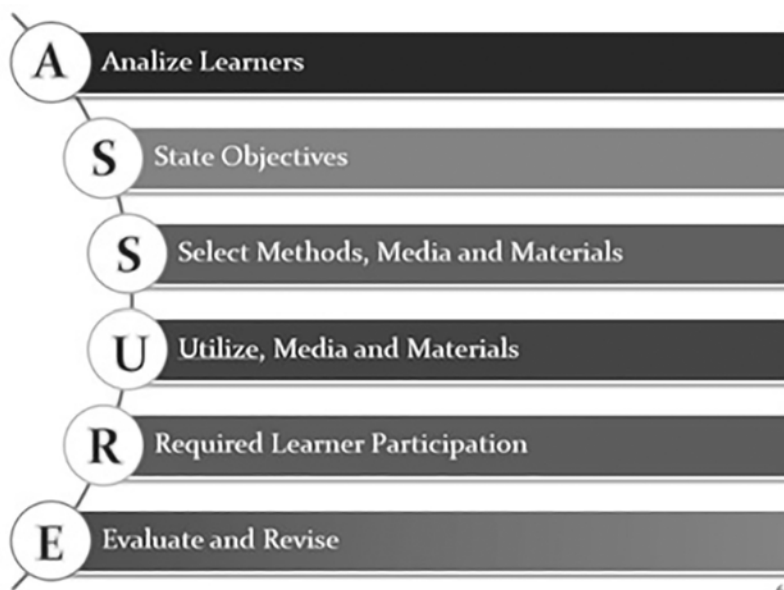 A Analize Learners
S State Objectives
S Select Methods, Media and Materials
U Utilize, Media and Materials
R Required Learner Participation
E Evaluate and Revise